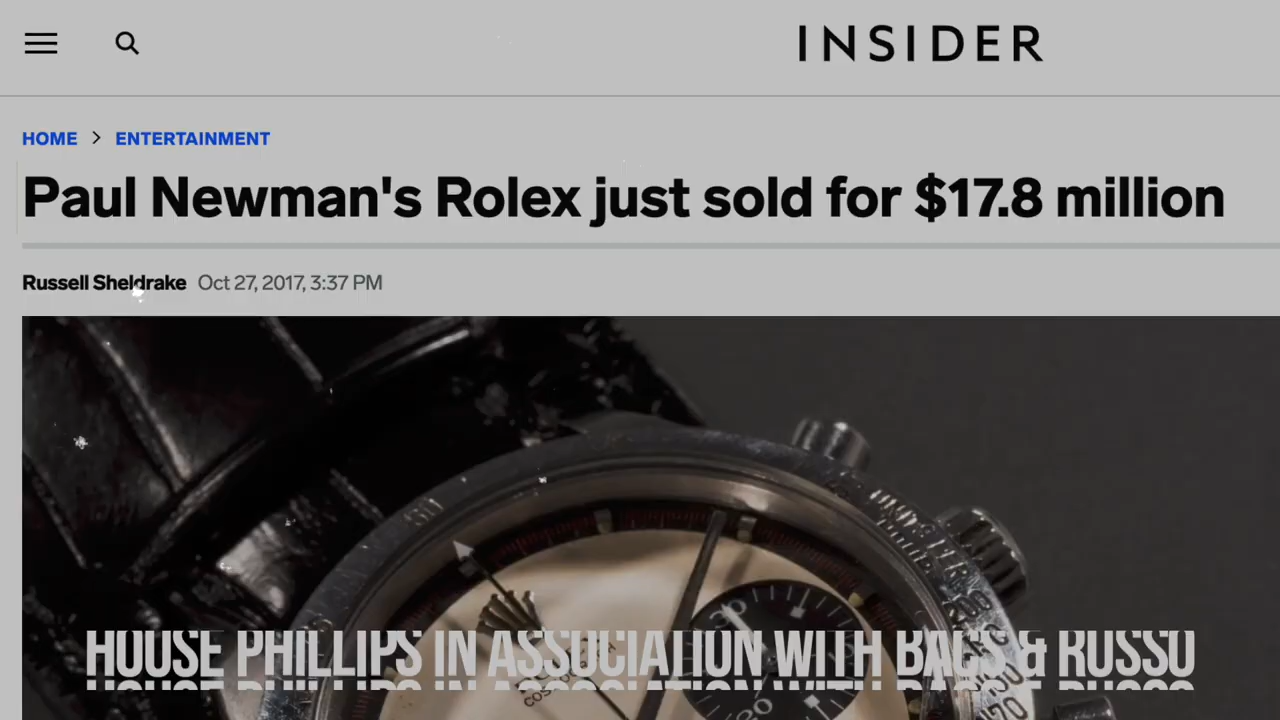 INSIDER
HOME > ENTERTAINMENT
Paul Newman's Rolex just sold for $17.8 million
Russell Sheldrake Oct 27, 2017, 3:37 PM
HOUSE PHILLIPS IN ASSOCIATION WITH BACS & RUSSO